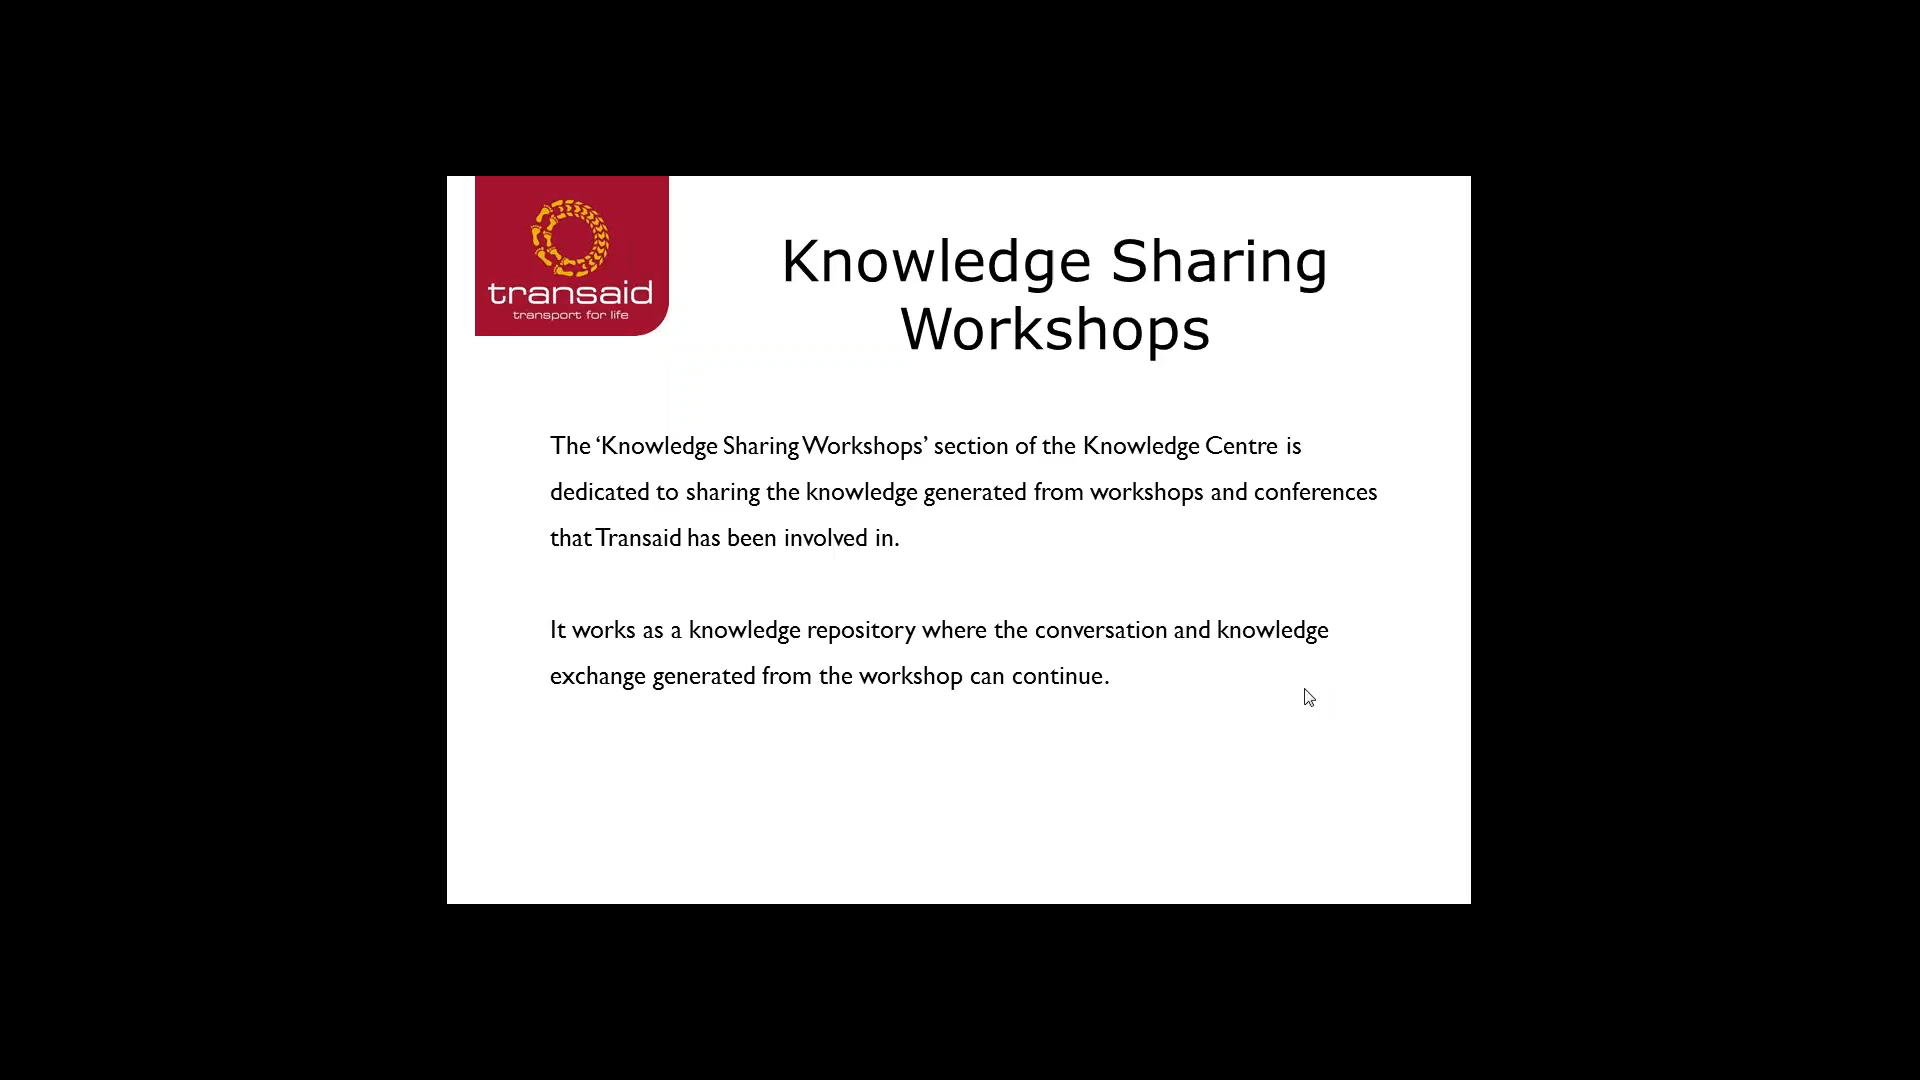 transaid
transport for life
Knowledge Sharing
Workshops
The ‘Knowledge Sharing Workshops’ section of the Knowledge Centre is
dedicated to sharing the knowledge generated from workshops and conferences
that Transaid has been involved in.
It works as a knowledge repository where the conversation and knowledge
exchange generated from the workshop can continue.